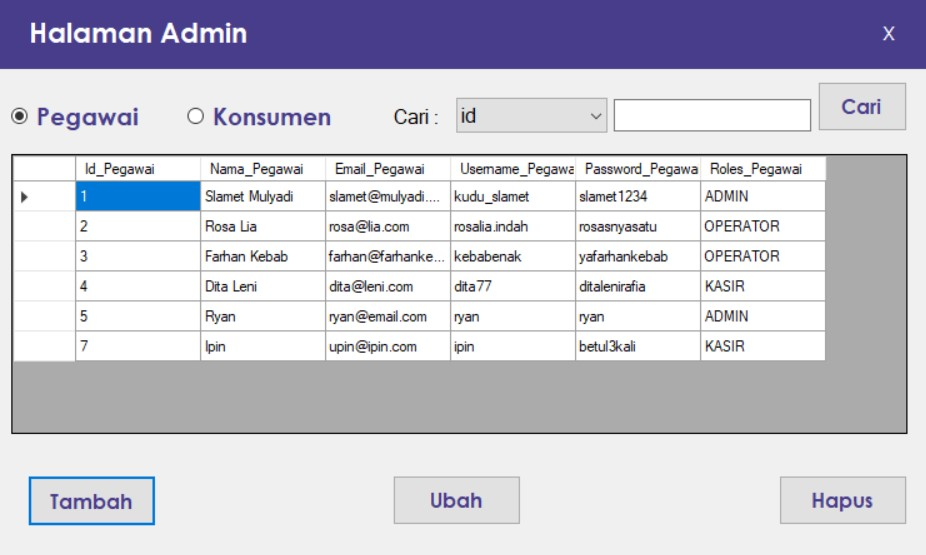 Halaman Admin X
Pegawai Konsumen Cari : id Cari
Id_Pegawai Nama_Pegawai Email_Pegawai Username_Pegawa Password_Pegawa Roles_Pegawai
1 Slamet Mulyadi slamet@mulyadi.... kudu_slamet slamet1234 ADMIN
2 Rosa Lia rosa@lia.com rosalia.indah rosasnyasatu OPERATOR
3 Farhan Kebab farhan@farhanke... kebabenak yafarhankebab OPERATOR
4 Dita Leni dita@leni.com dita77 ditalenirafia KASIR
5 Ryan ryan@email.com ryan ryan ADMIN
7 Ipin upin@ipin.com ipin betul3kali KASIR
Tambah Ubah Hapus